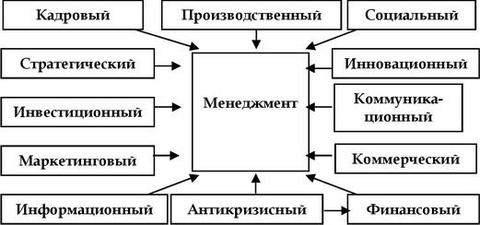 Кадровый
Производственный
Социальный
Стратегический
Инновационный
Менеджмент
Инвестиционный
Коммуника-
ционный
Маркетинговый
Коммерческий
Информационный
Антикризисный
Финансовый